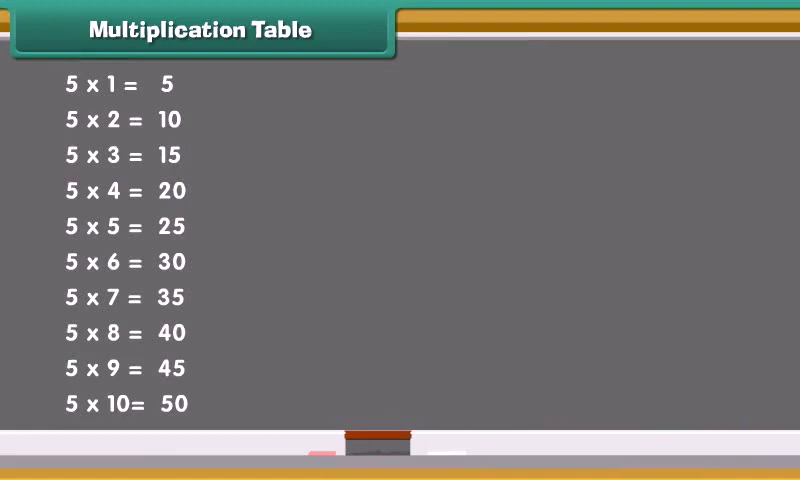 Multiplication Table
5 x 1 = 5
5 x 2 = 10
5 x 3 = 15
5 x 4 = 20
5 x 5 = 25
5 x 6 = 30
5 x 7 = 35
5 x 8 = 40
5 x 9 = 45
5 x 10= 50